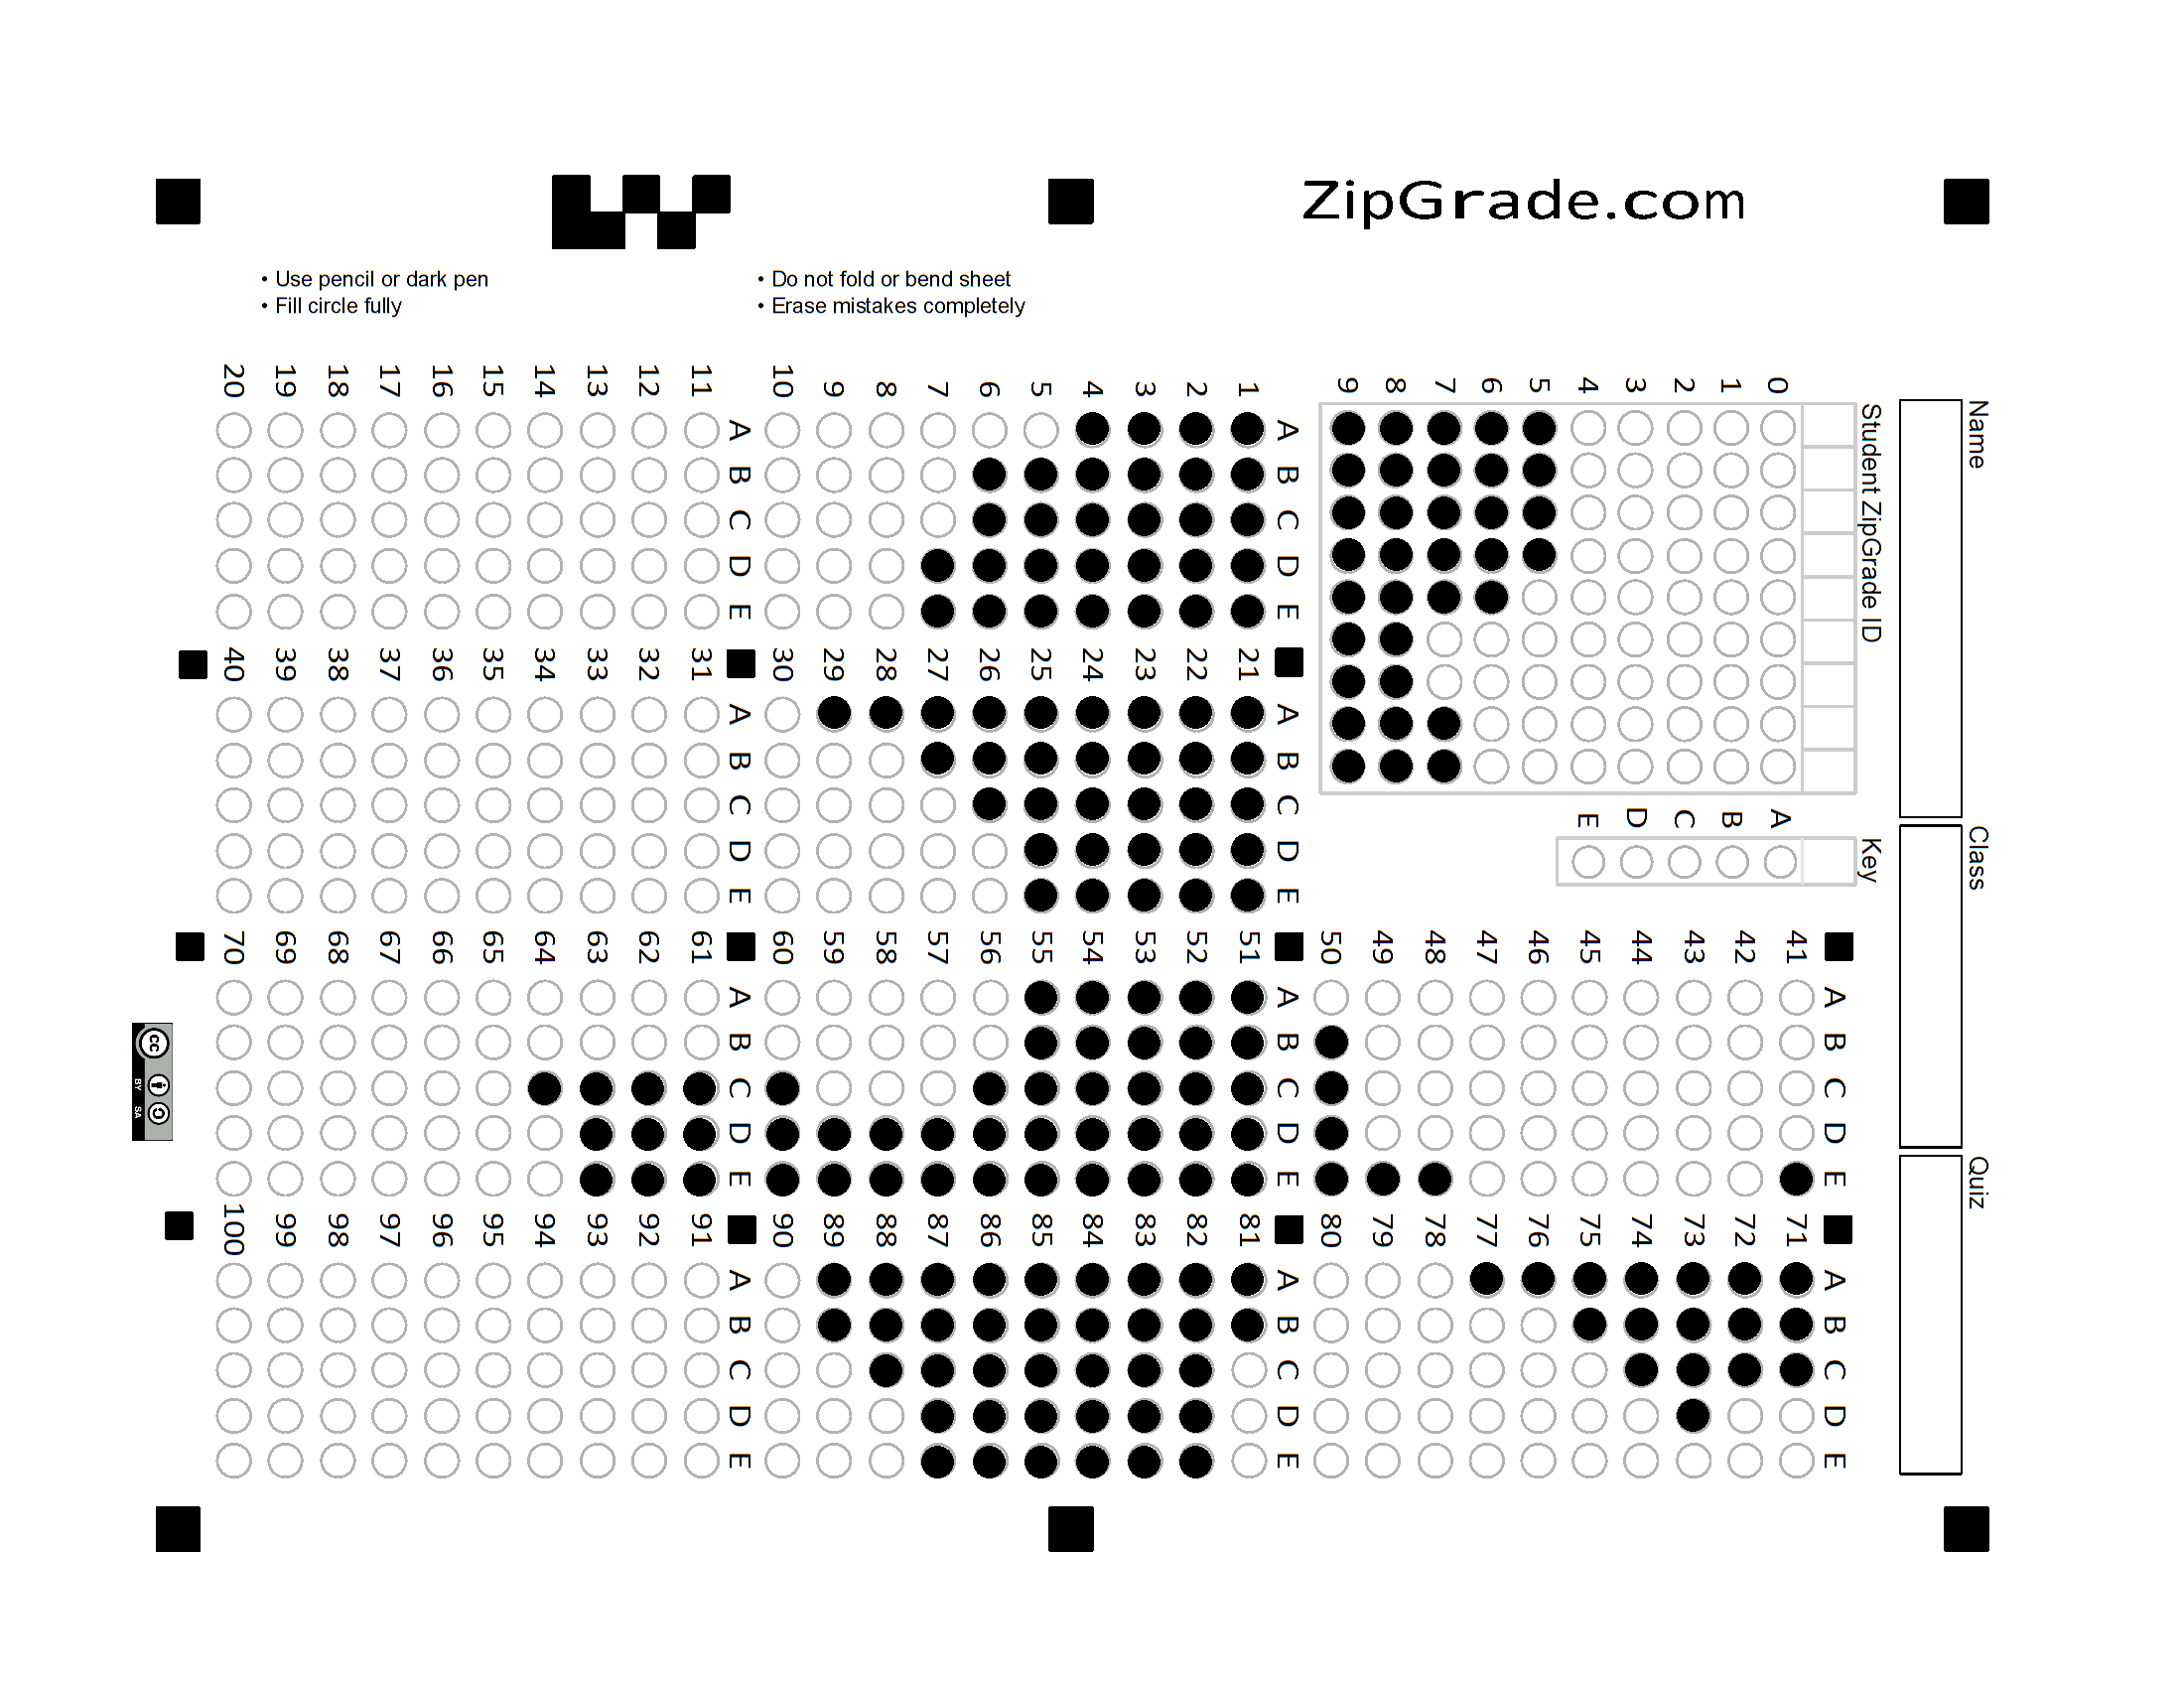 ZipGrade.com
• Use pencil or dark pen
• Fill circle fully
• Do not fold or bend sheet
• Erase mistakes completely
Name
Class
Quiz
Student ZipGrade ID
0 1 2 3 4 5 6 7 8 9
Key
A B C D E
A B C D E
1 2 3 4 5 6 7 8 9 10
A B C D E
11 12 13 14 15 16 17 18 19 20
A B C D E
21 22 23 24 25 26 27 28 29 30
A B C D E
31 32 33 34 35 36 37 38 39 40
A B C D E
41 42 43 44 45 46 47 48 49 50
A B C D E
51 52 53 54 55 56 57 58 59 60
A B C D E
61 62 63 64 65 66 67 68 69 70
A B C D E
71 72 73 74 75 76 77 78 79 80
A B C D E
81 82 83 84 85 86 87 88 89 90
A B C D E
91 92 93 94 95 96 97 98 99 100
cc BY SA